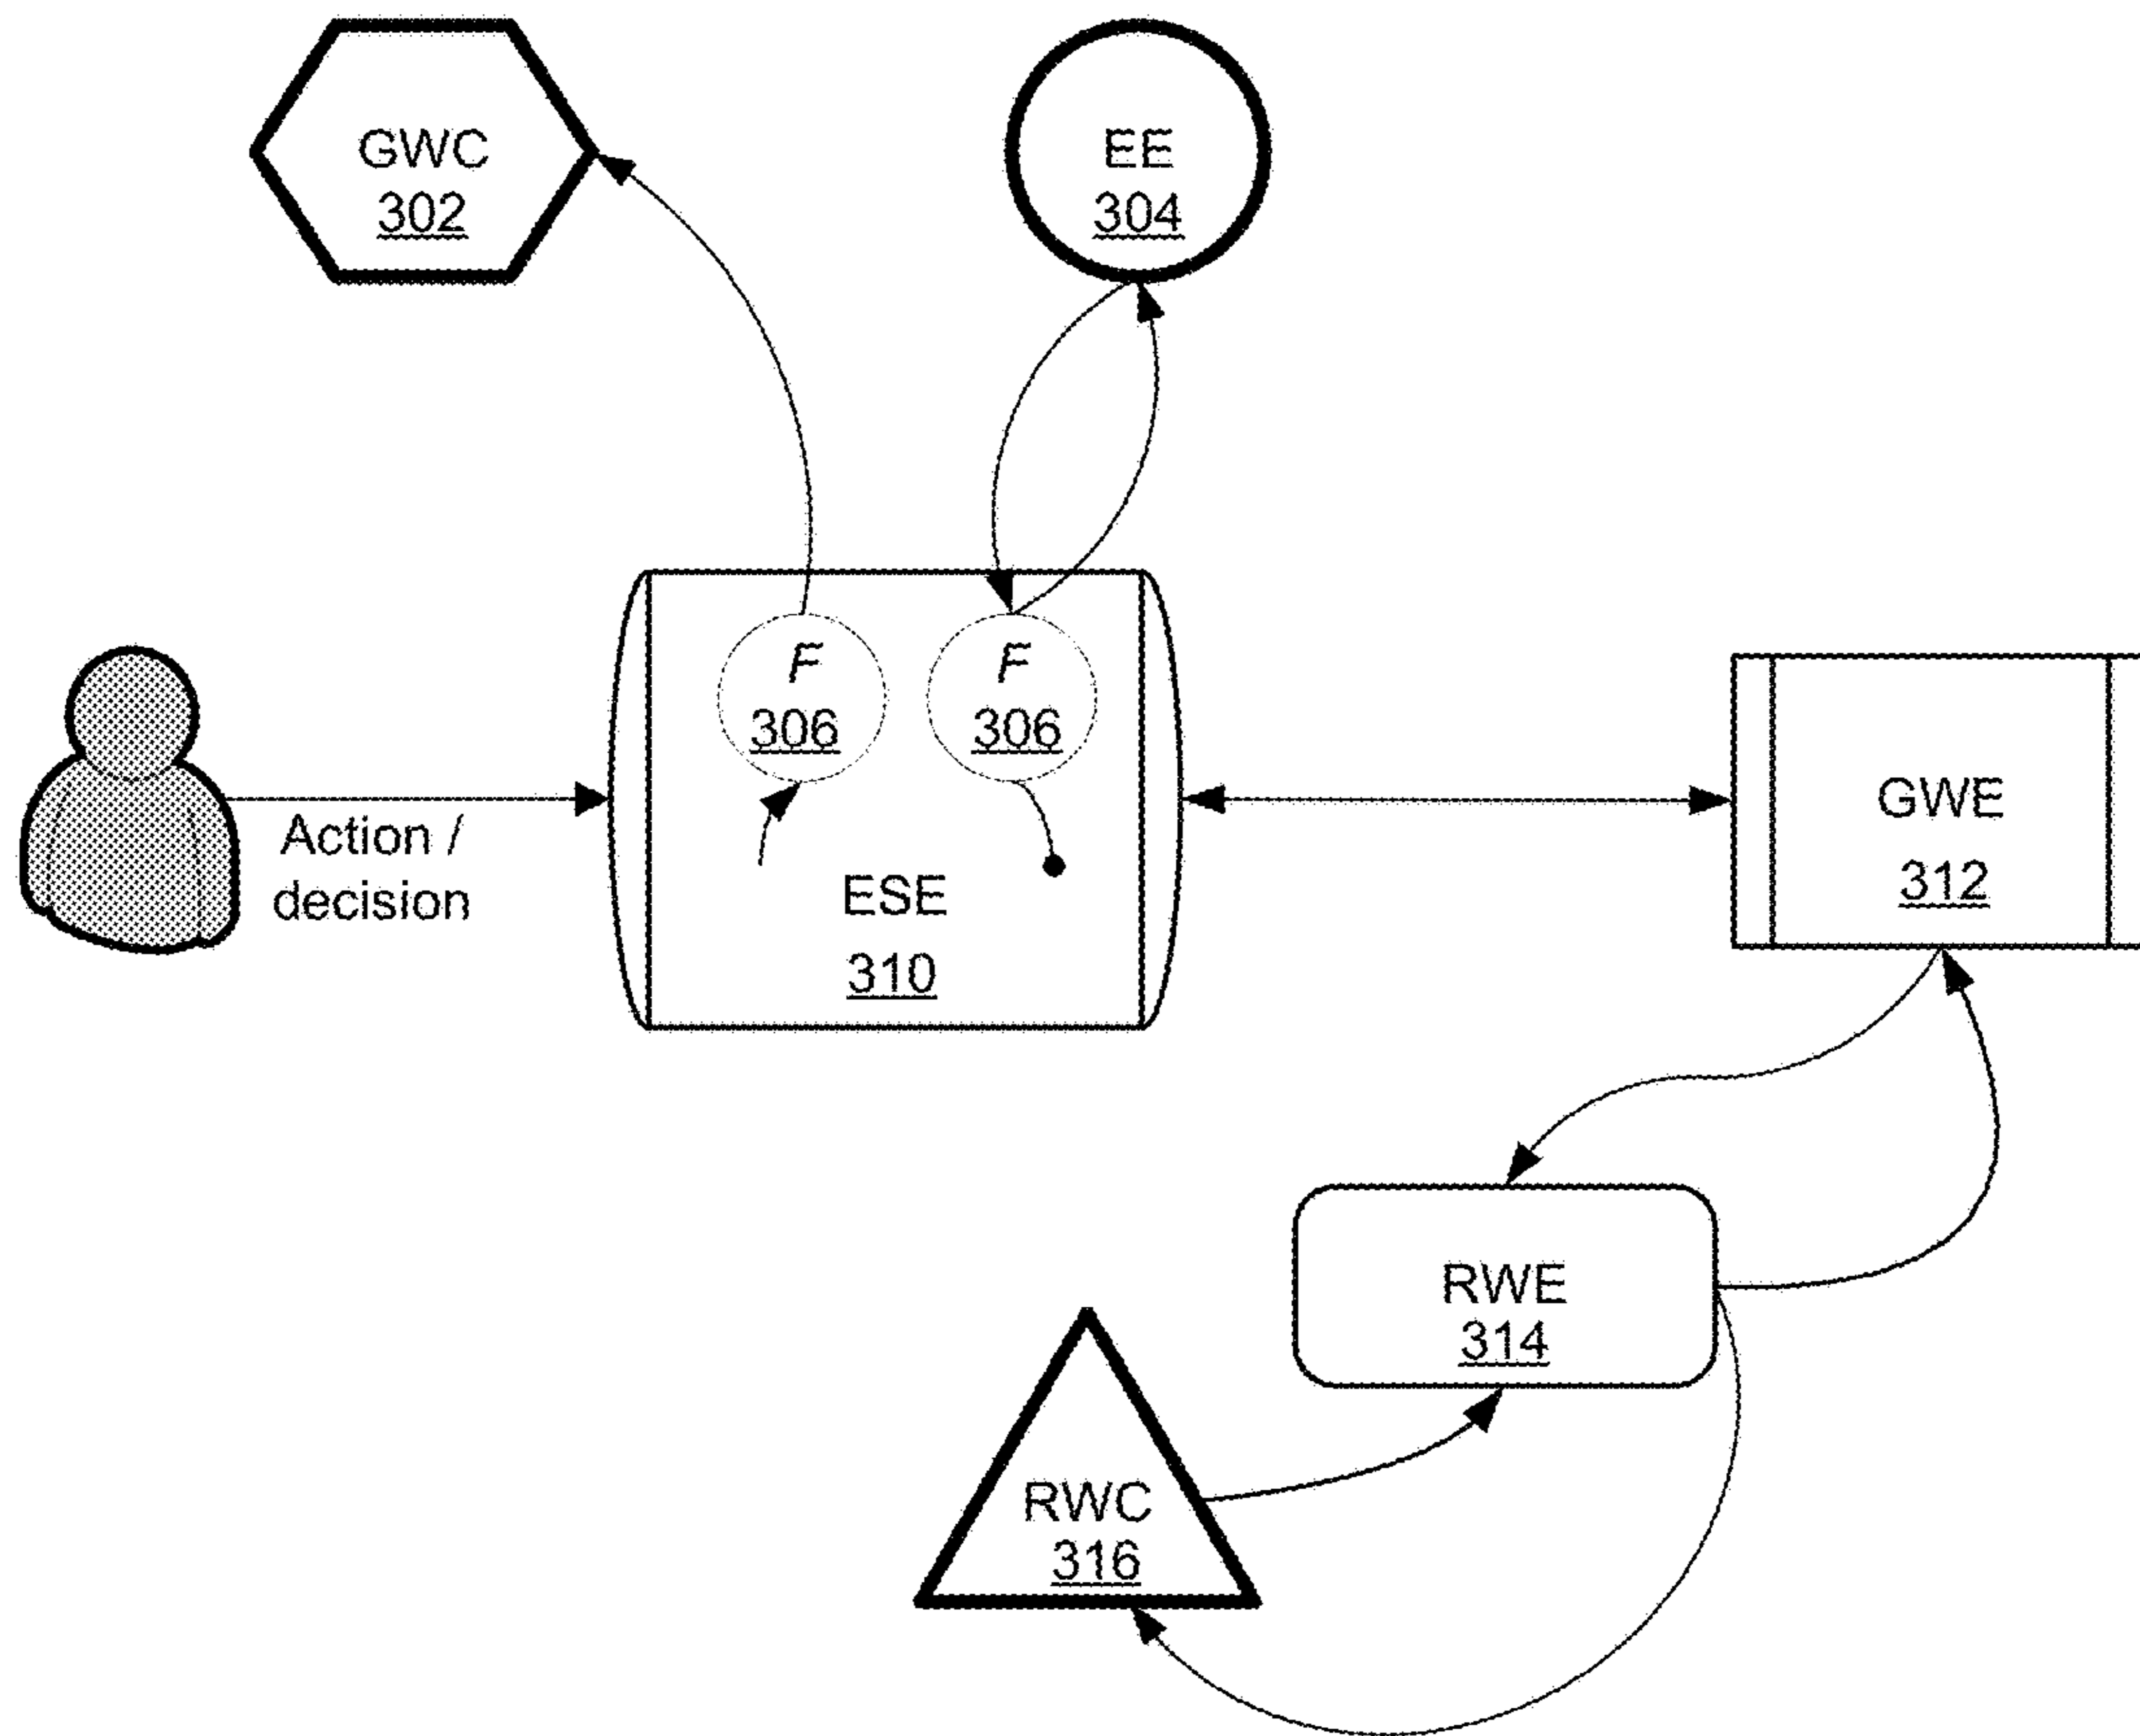 GWC
302
EE
304
F
306
F
306
Action /
decision
ESE
310
GWE
312
RWE
314
RWC
316